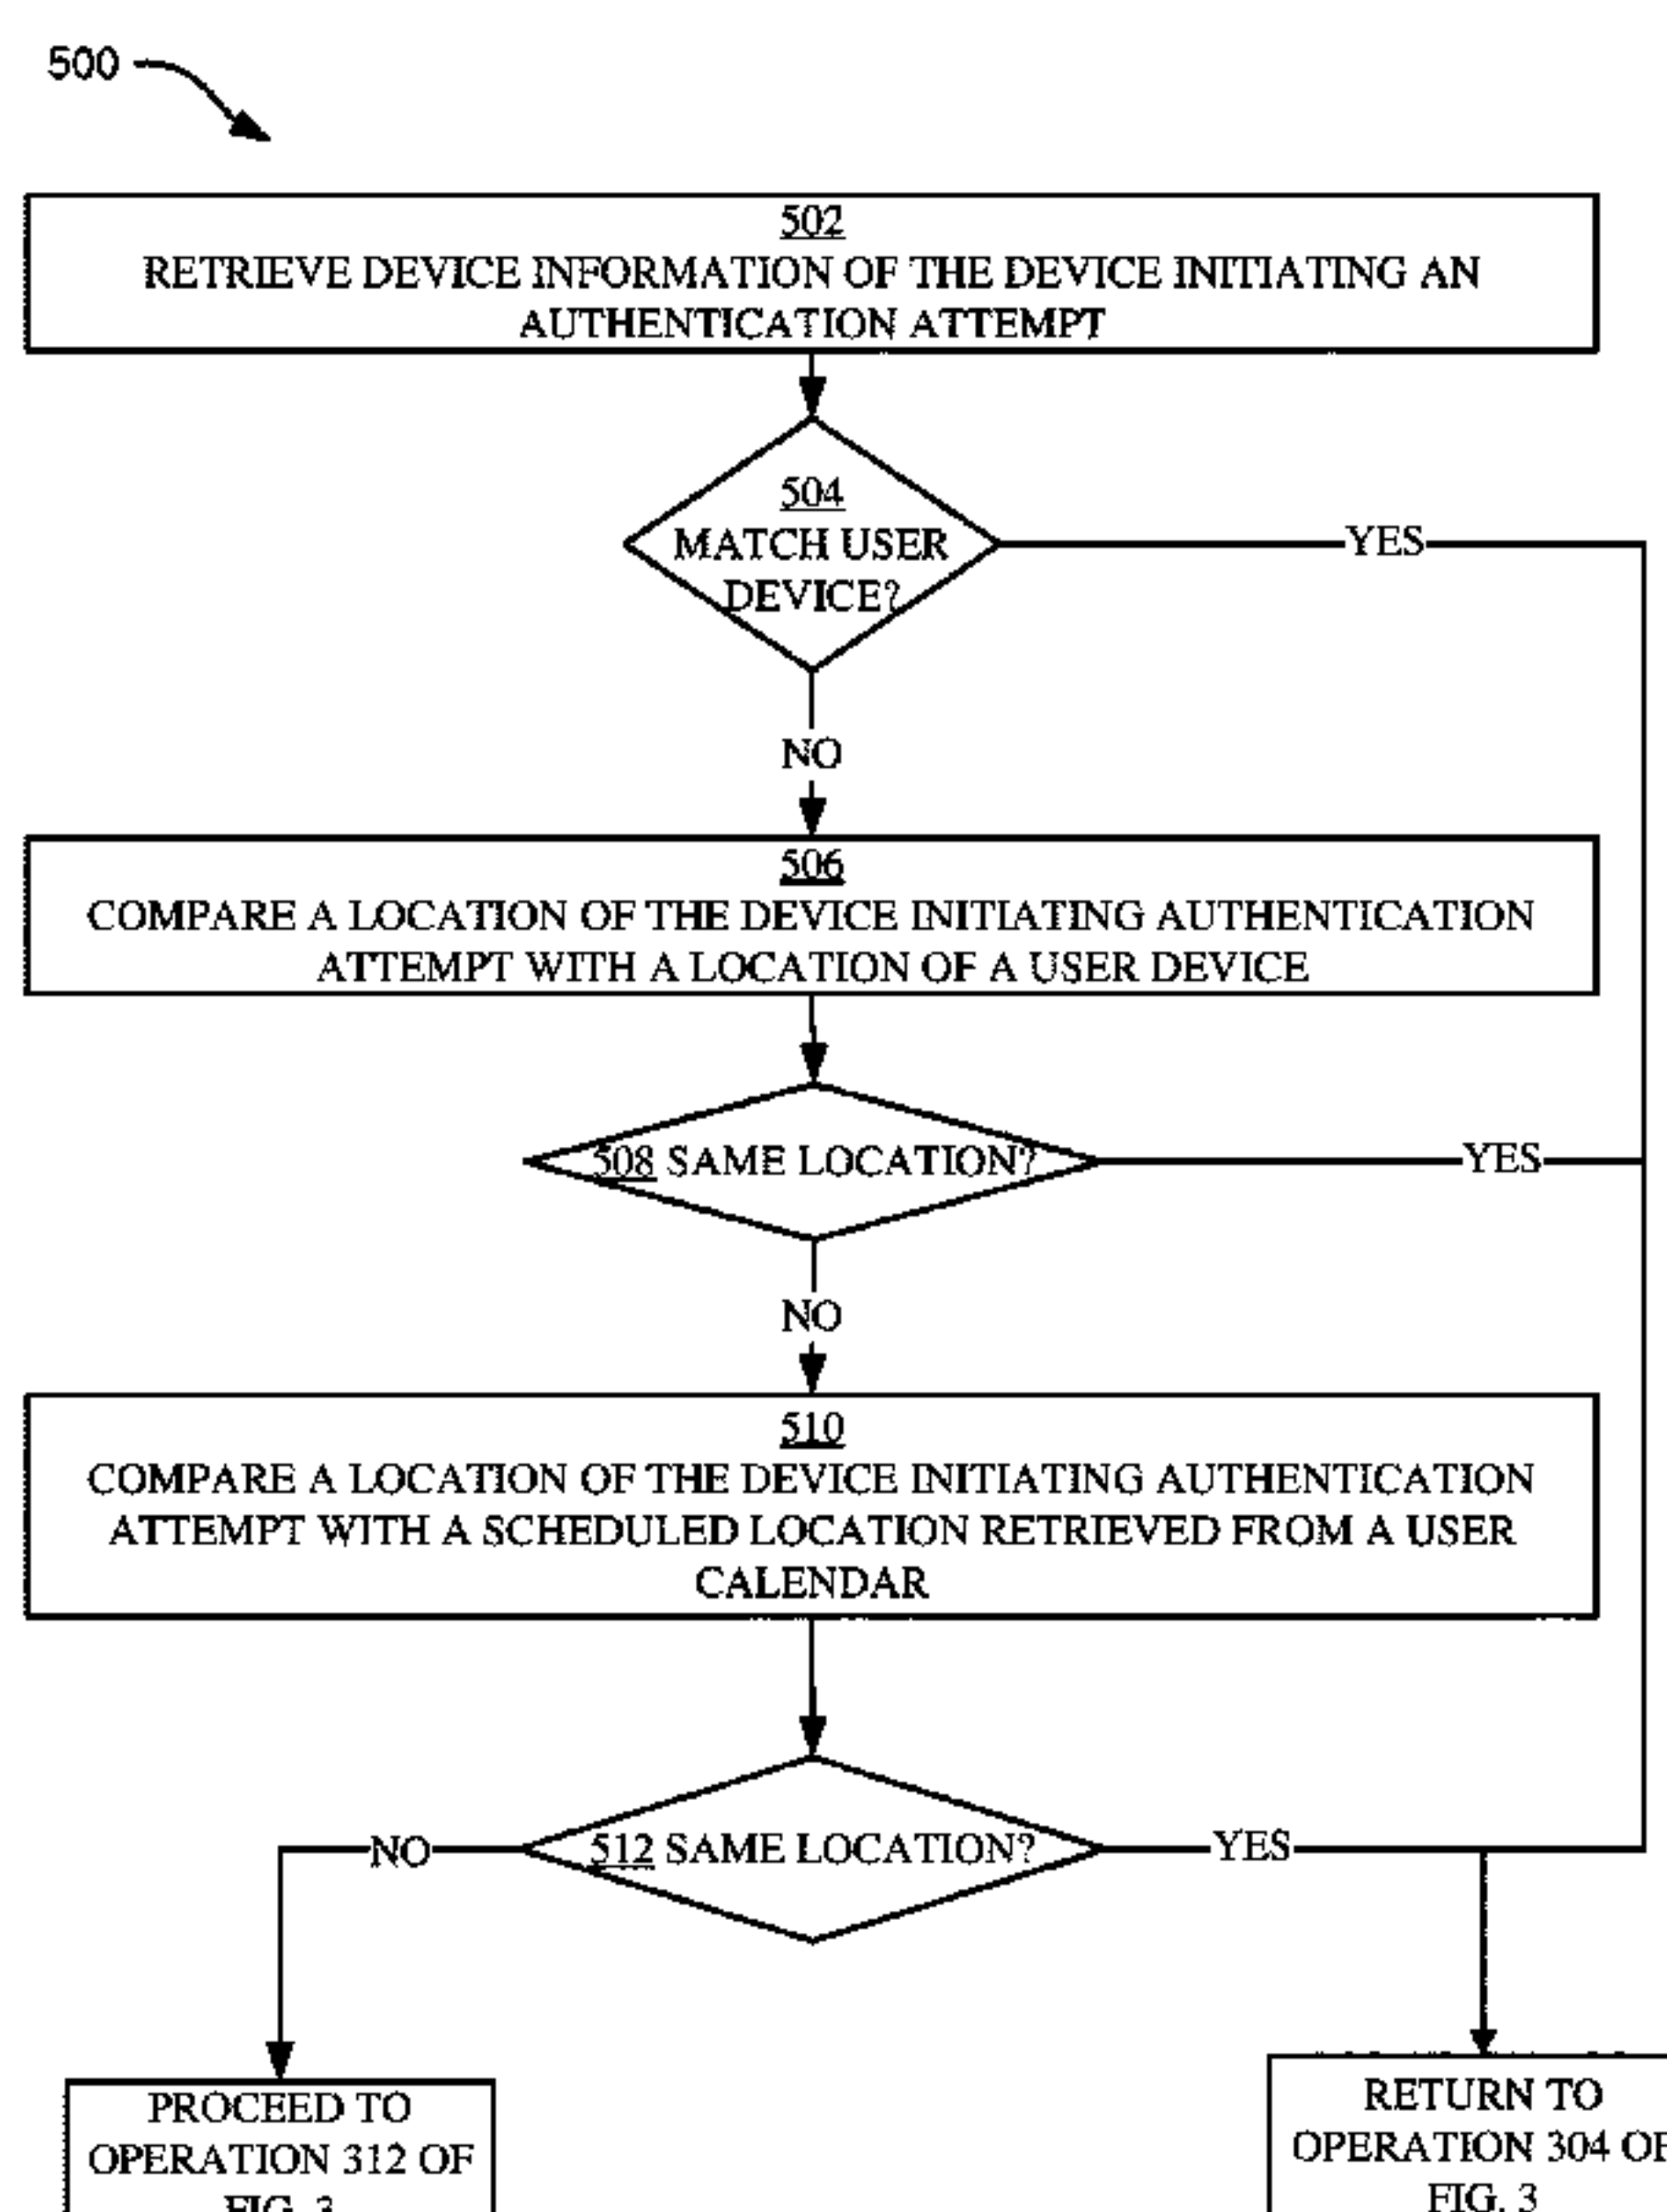 500
502
RETRIEVE DEVICE INFORMATION OF THE DEVICE INITIATING AN
AUTHENTICATION ATTEMPT
504
MATCH USER
DEVICE?
YES
NO
506
COMPARE A LOCATION OF THE DEVICE INITIATING AUTHENTICATION
ATTEMPT WITH A LOCATION OF A USER DEVICE
508 SAME LOCATION?
YES
NO
510
COMPARE A LOCATION OF THE DEVICE INITIATING AUTHENTICATION
ATTEMPT WITH A SCHEDULED LOCATION RETRIEVED FROM A USER
CALENDAR
NO
512 SAME LOCATION?
YES
PROCEED TO
OPERATION 312 OF
FIG. 3
RETURN TO
OPERATION 304 OF
FIG. 3